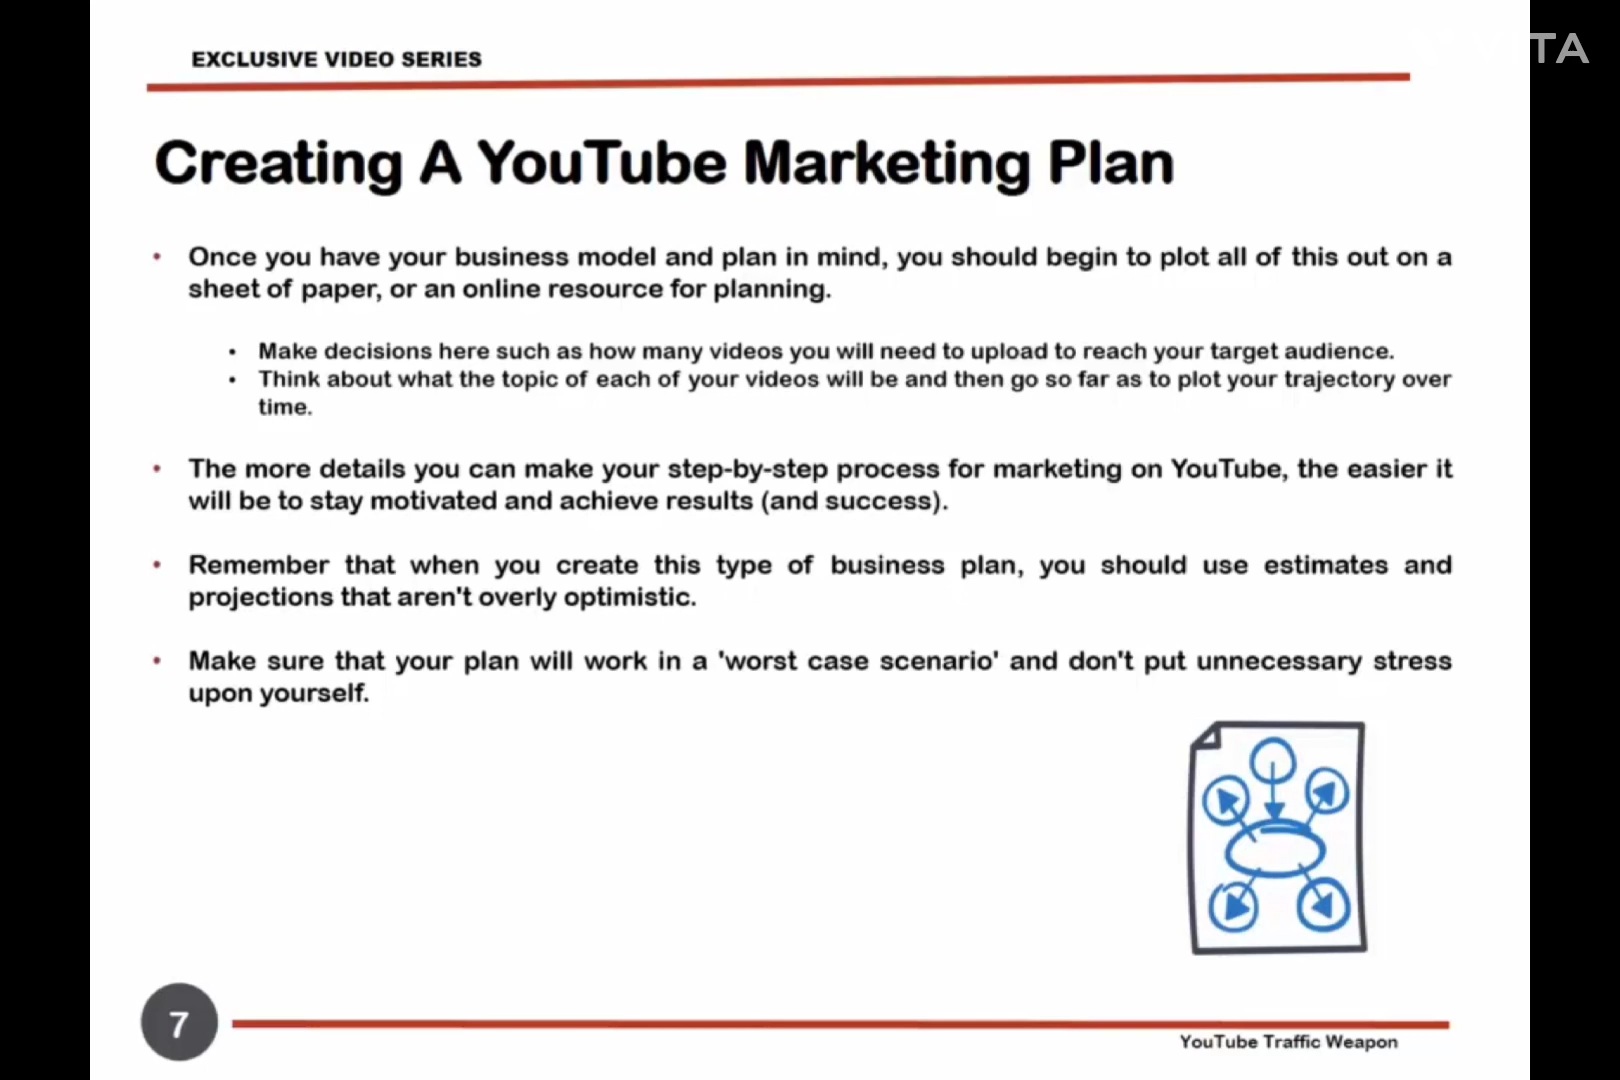 EXCLUSIVE VIDEO SERIES
TA
Creating A YouTube Marketing Plan
• Once you have your business model and plan in mind, you should begin to plot all of this out on a
sheet of paper, or an online resource for planning.
• Make decisions here such as how many videos you will need to upload to reach your target audience.
• Think about what the topic of each of your videos will be and then go so far as to plot your trajectory over
time.
• The more details you can make your step-by-step process for marketing on YouTube, the easier it
will be to stay motivated and achieve results (and success).
• Remember that when you create this type of business plan, you should use estimates and
projections that aren't overly optimistic.
• Make sure that your plan will work in a 'worst case scenario' and don't put unnecessary stress
upon yourself.
7
YouTube Traffic Weapon